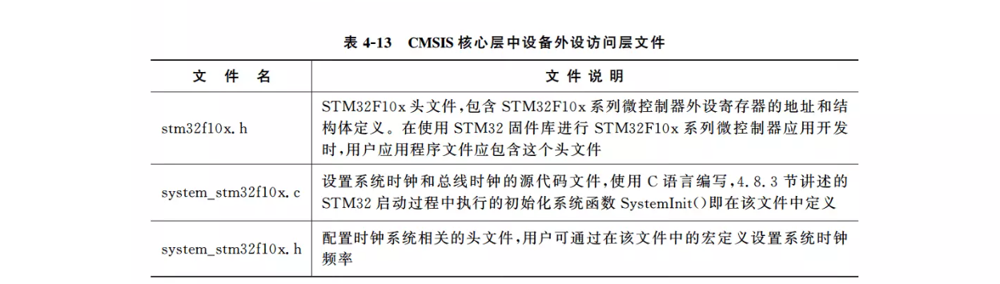 表 4-13 CMSIS 核心层中设备外设访问层文件
文 件 名 文 件 说 明
stm32f10x.h
STM32F10x 头文件,包含 STM32F10x 系列微控制器外设寄存器的地址和结
构体定义。在使用 STM32 固件库进行 STM32F10x 系列微控制器应用开发
时,用户应用程序文件应包含这个头文件
system_stm32f10x.c
设置系统时钟和总线时钟的源代码文件,使用 C 语言编写,4.8.3 节讲述的
STM32 启动过程中执行的初始化系统函数 SystemInit()即在该文件中定义
system_stm32f10x.h
配置时钟系统相关的头文件,用户可通过在该文件中的宏定义设置系统时钟
频率